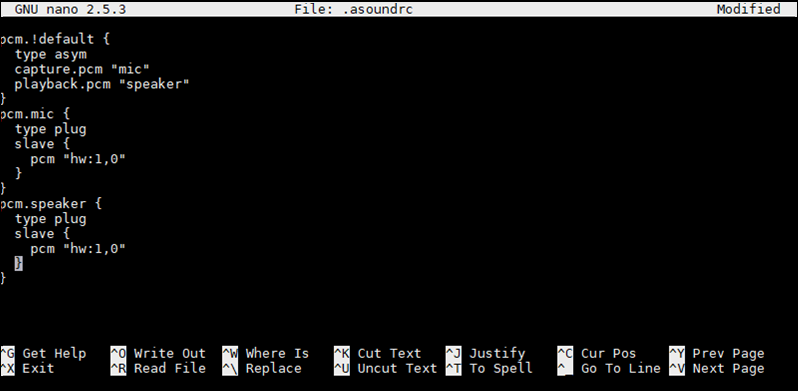 GNU nano 2.5.3 File: .asoundrc Modified
pcm.!default {
  type asym
  capture.pcm "mic"
  playback.pcm "speaker"
}
pcm.mic {
  type plug
  slave {
    pcm "hw:1,0"
  }
}
pcm.speaker {
  type plug
  slave {
    pcm "hw:1,0"
  }
}
^G Get Help ^O Write Out ^W Where Is ^K Cut Text ^J Justify ^C Cur Pos ^Y Prev Page
^X Exit ^R Read File ^\ Replace ^U Uncut Text ^T To Spell ^_ Go To Line ^V Next Page